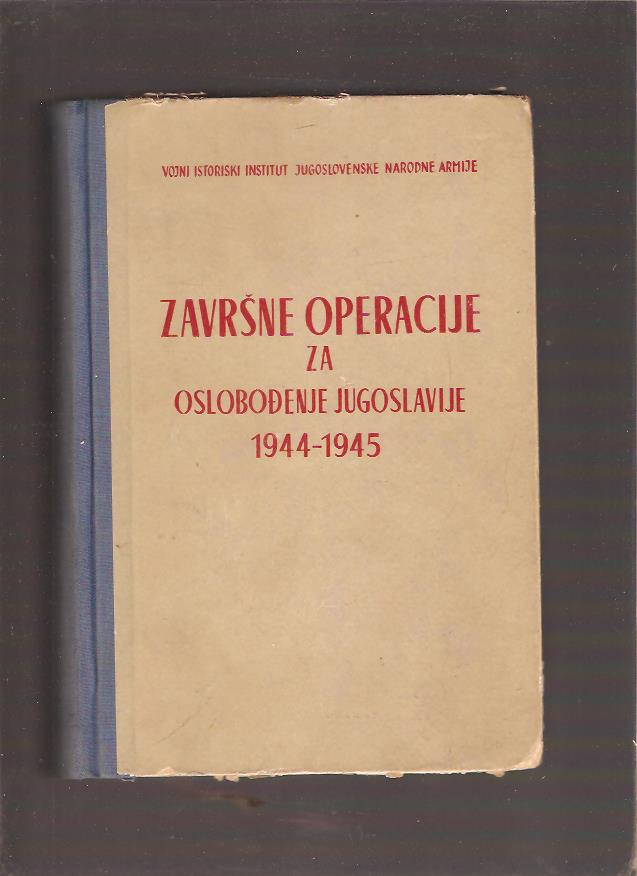 VOJNI ISTORISKI INSTITUT JUGOSLOVENSKE NARODNE ARMIJE
ZAVRŠNE OPERACIJE
ZA
OSLOBOĐENJE JUGOSLAVIJE
1944-1945